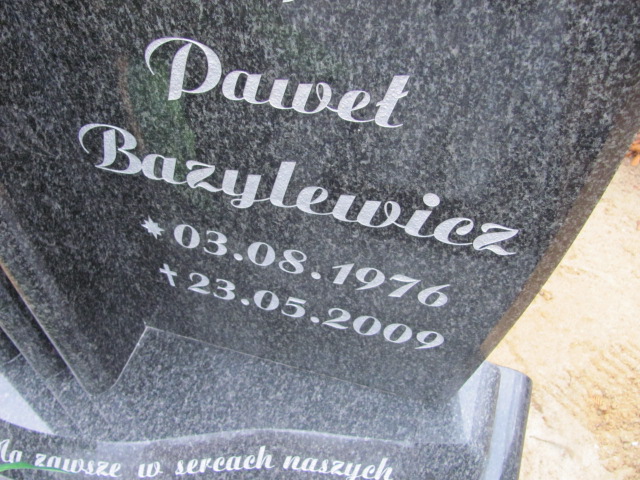 Paweł
Bazylewicz
* 03.08.1976
† 23.05.2009
Na zawsze w sercach naszych